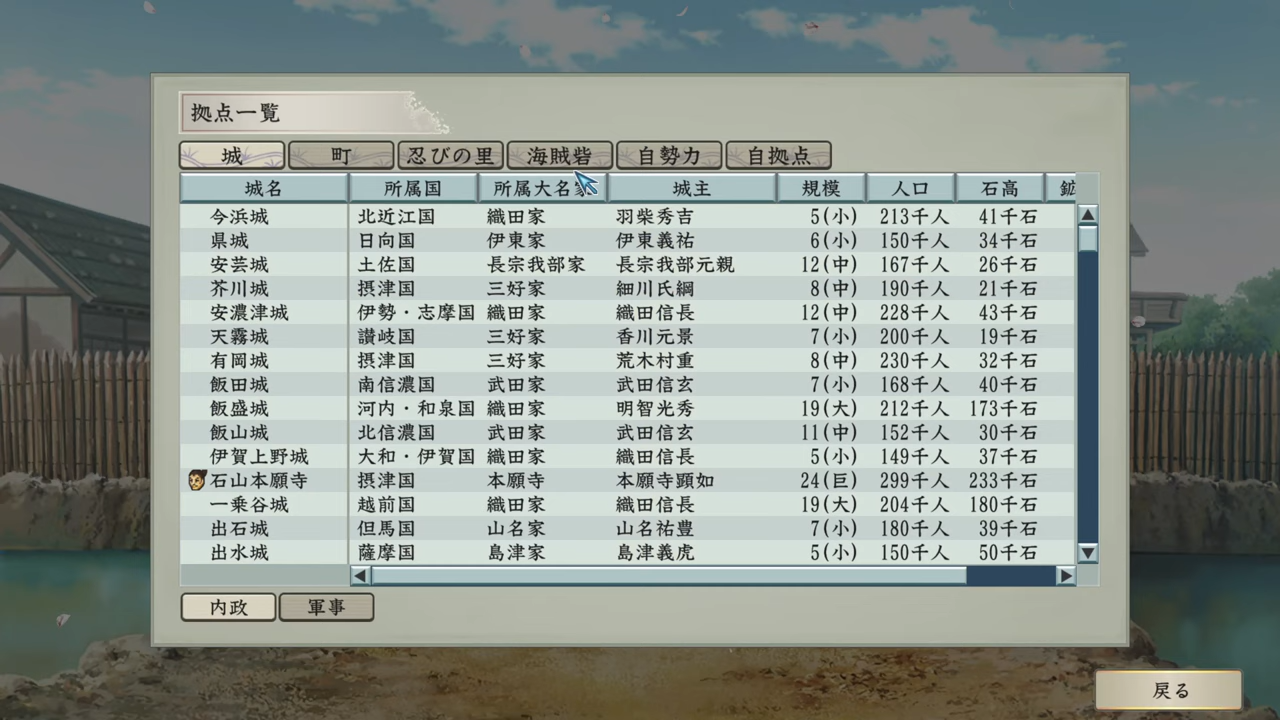 拠点一覧
城 町 忍びの里 海賊砦 自勢力 自拠点
城名 所属国 所属大名家 城主 規模 人口 石高 鉱
今浜城 北近江国 織田家 羽柴秀吉 5(小) 213千人 41千石
県城 日向国 伊東家 伊東義祐 6(小) 150千人 34千石
安芸城 土佐国 長宗我部家 長宗我部元親 12(中) 167千人 26千石
芥川城 摂津国 三好家 細川氏綱 8(中) 190千人 21千石
安濃津城 伊勢・志摩国 織田家 織田信長 12(中) 228千人 43千石
天霧城 讃岐国 三好家 香川元景 7(小) 200千人 19千石
有岡城 摂津国 三好家 荒木村重 8(中) 230千人 32千石
飯田城 南信濃国 武田家 武田信玄 7(小) 168千人 40千石
飯盛城 河内・和泉国 織田家 明智光秀 19(大) 212千人 173千石
飯山城 北信濃国 武田家 武田信玄 11(中) 152千人 30千石
伊賀上野城 大和・伊賀国 織田家 織田信長 5(小) 149千人 37千石
石山本願寺 摂津国 本願寺 本願寺顕如 24(巨) 299千人 233千石
一乗谷城 越前国 織田家 織田信長 19(大) 204千人 180千石
出石城 但馬国 山名家 山名祐豊 7(小) 180千人 39千石
出水城 薩摩国 島津家 島津義虎 5(小) 150千人 50千石
内政 軍事
戻る